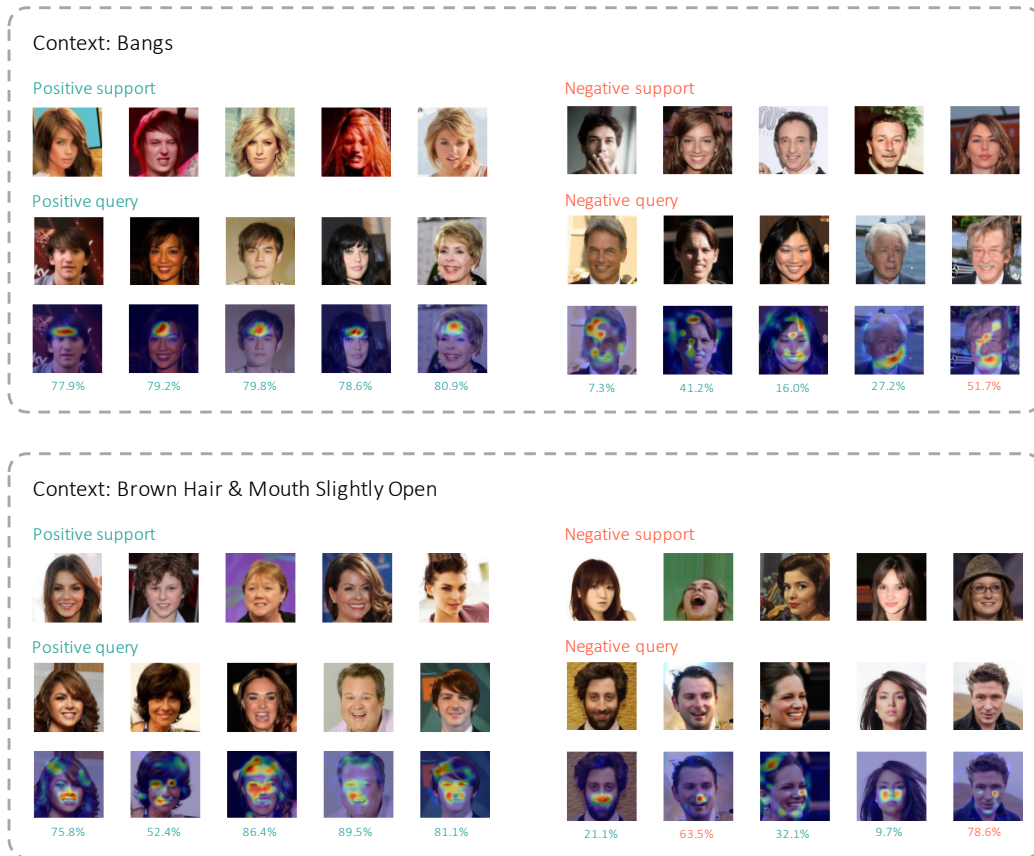 Context: Bangs
Positive support
Negative support
Positive query
Negative query
77.9% 79.2% 79.8% 78.6% 80.9%
7.3% 41.2% 16.0% 27.2% 51.7%
Context: Brown Hair & Mouth Slightly Open
Positive support
Negative support
Positive query
Negative query
75.8% 52.4% 86.4% 89.5% 81.1%
21.1% 63.5% 32.1% 9.7% 78.6%